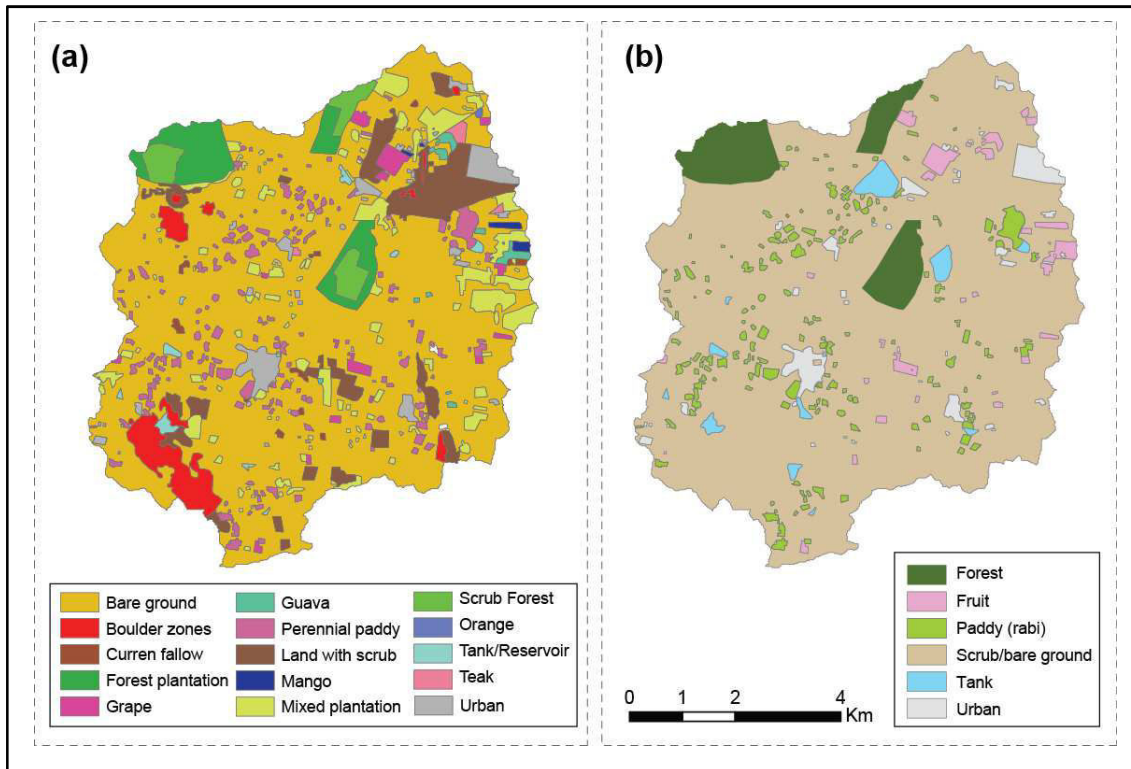 (a)
Bare ground
Boulder zones
Curren fallow
Forest plantation
Grape
Guava
Perennial paddy
Land with scrub
Mango
Mixed plantation
Scrub Forest
Orange
Tank/Reservoir
Teak
Urban
(b)
Forest
Fruit
Paddy (rabi)
Scrub/bare ground
Tank
Urban
0 1 2 4
Km